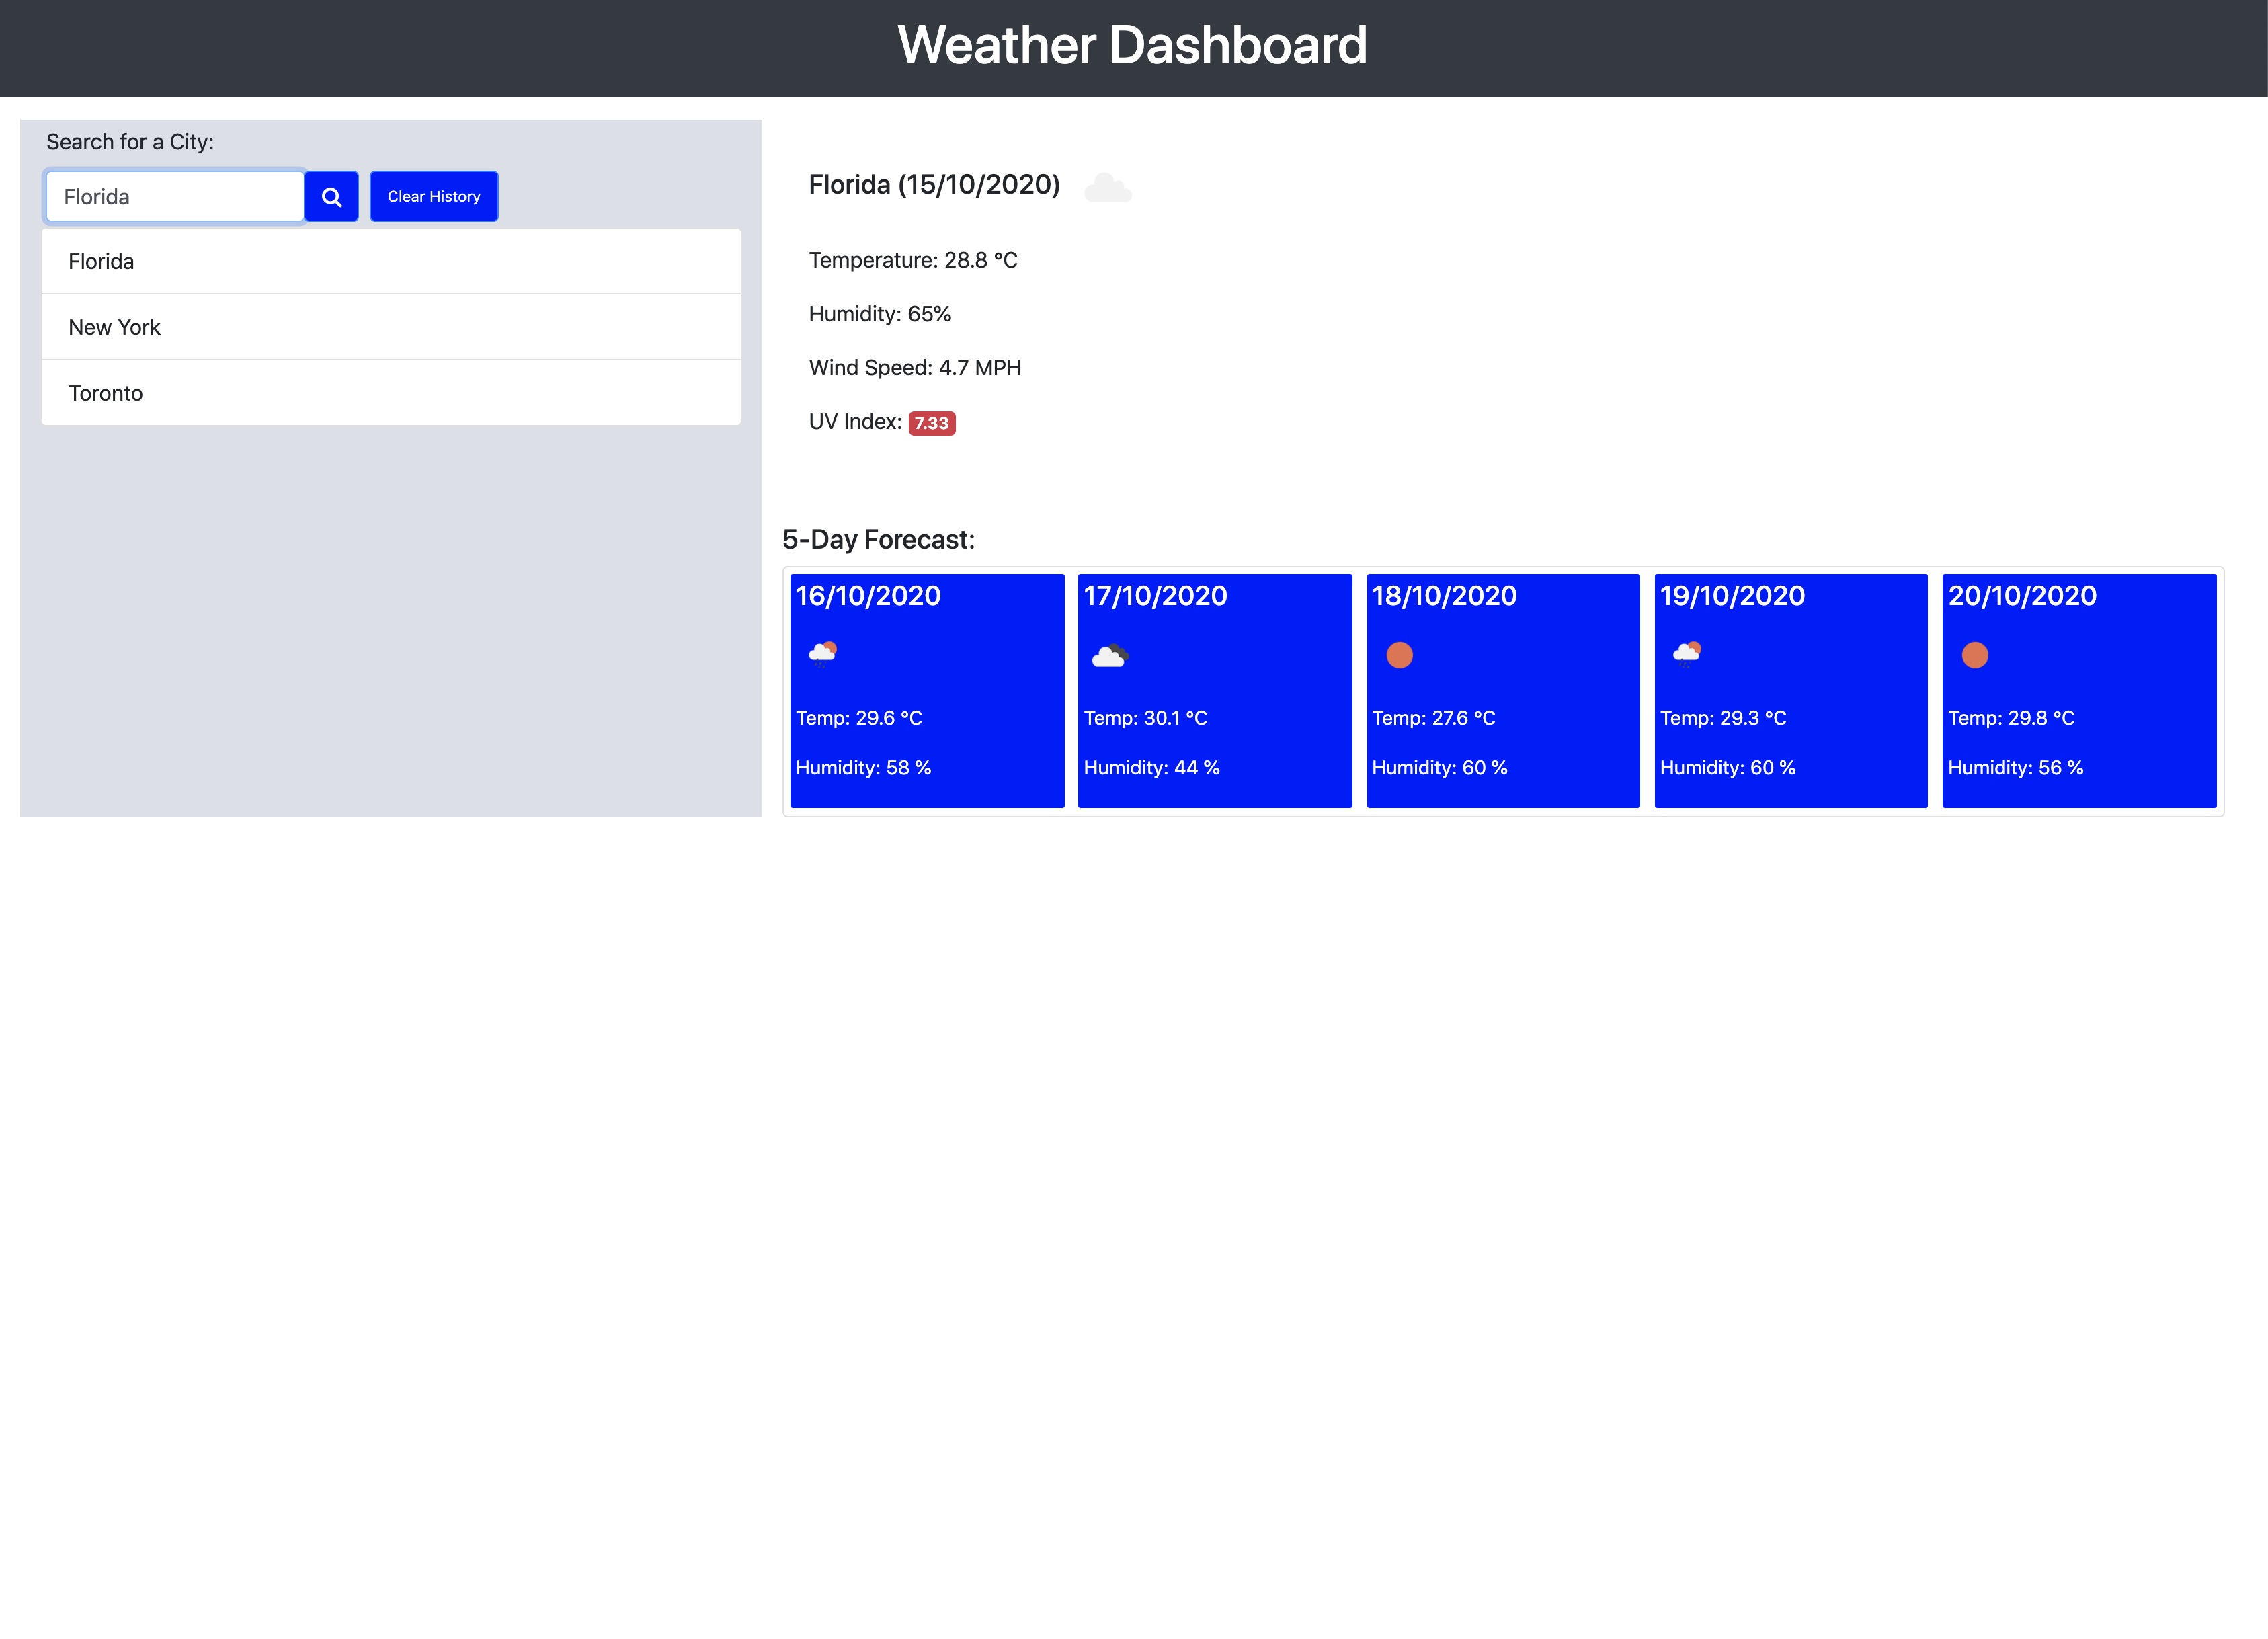 Weather Dashboard
Search for a City:
Florida
Clear History
Florida
New York
Toronto
Florida (15/10/2020)
Temperature: 28.8 °C
Humidity: 65%
Wind Speed: 4.7 MPH
UV Index: 7.33
5-Day Forecast:
16/10/2020
Temp: 29.6 °C
Humidity: 58 %
17/10/2020
Temp: 30.1 °C
Humidity: 44 %
18/10/2020
Temp: 27.6 °C
Humidity: 60 %
19/10/2020
Temp: 29.3 °C
Humidity: 60 %
20/10/2020
Temp: 29.8 °C
Humidity: 56 %